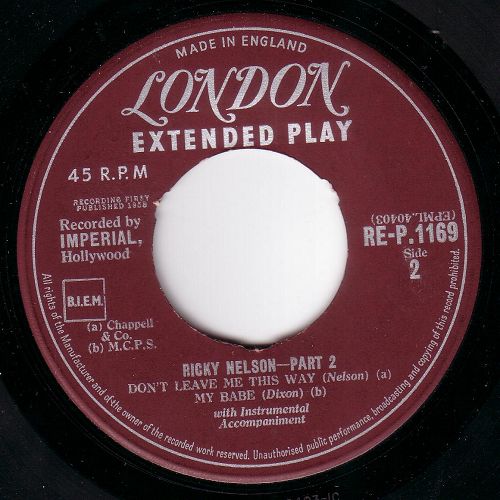 MADE IN ENGLAND
LONDON
EXTENDED PLAY
45 R.P.M
RECORDING FIRST
PUBLISHED 1958
Recorded by
IMPERIAL,
Hollywood
(EPML.40403)
RE-P.1169
Side
2
B.I.E.M.
(a) Chappell
& Co.
(b) M.C.P.S.
RICKY NELSON—PART 2
DON'T LEAVE ME THIS WAY (Nelson) (a)
MY BABE (Dixon) (b)
with Instrumental
Accompaniment
All rights of the Manufacturer and of the owner of the recorded work reserved. Unauthorised public performance, broadcasting and copying of this record prohibited.